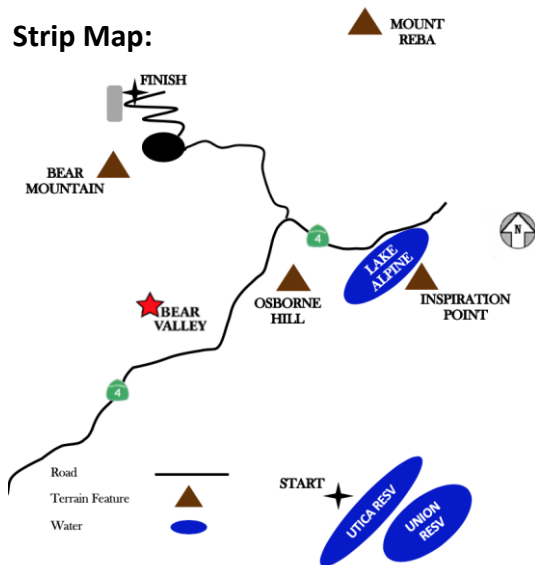 Strip Map:
MOUNT
REBA
FINISH
BEAR
MOUNTAIN
N
4
LAKE
ALPINE
INSPIRATION
POINT
OSBORNE
HILL
BEAR
VALLEY
4
Road
Terrain Feature
Water
START
UTICA RESV
UNION
RESV